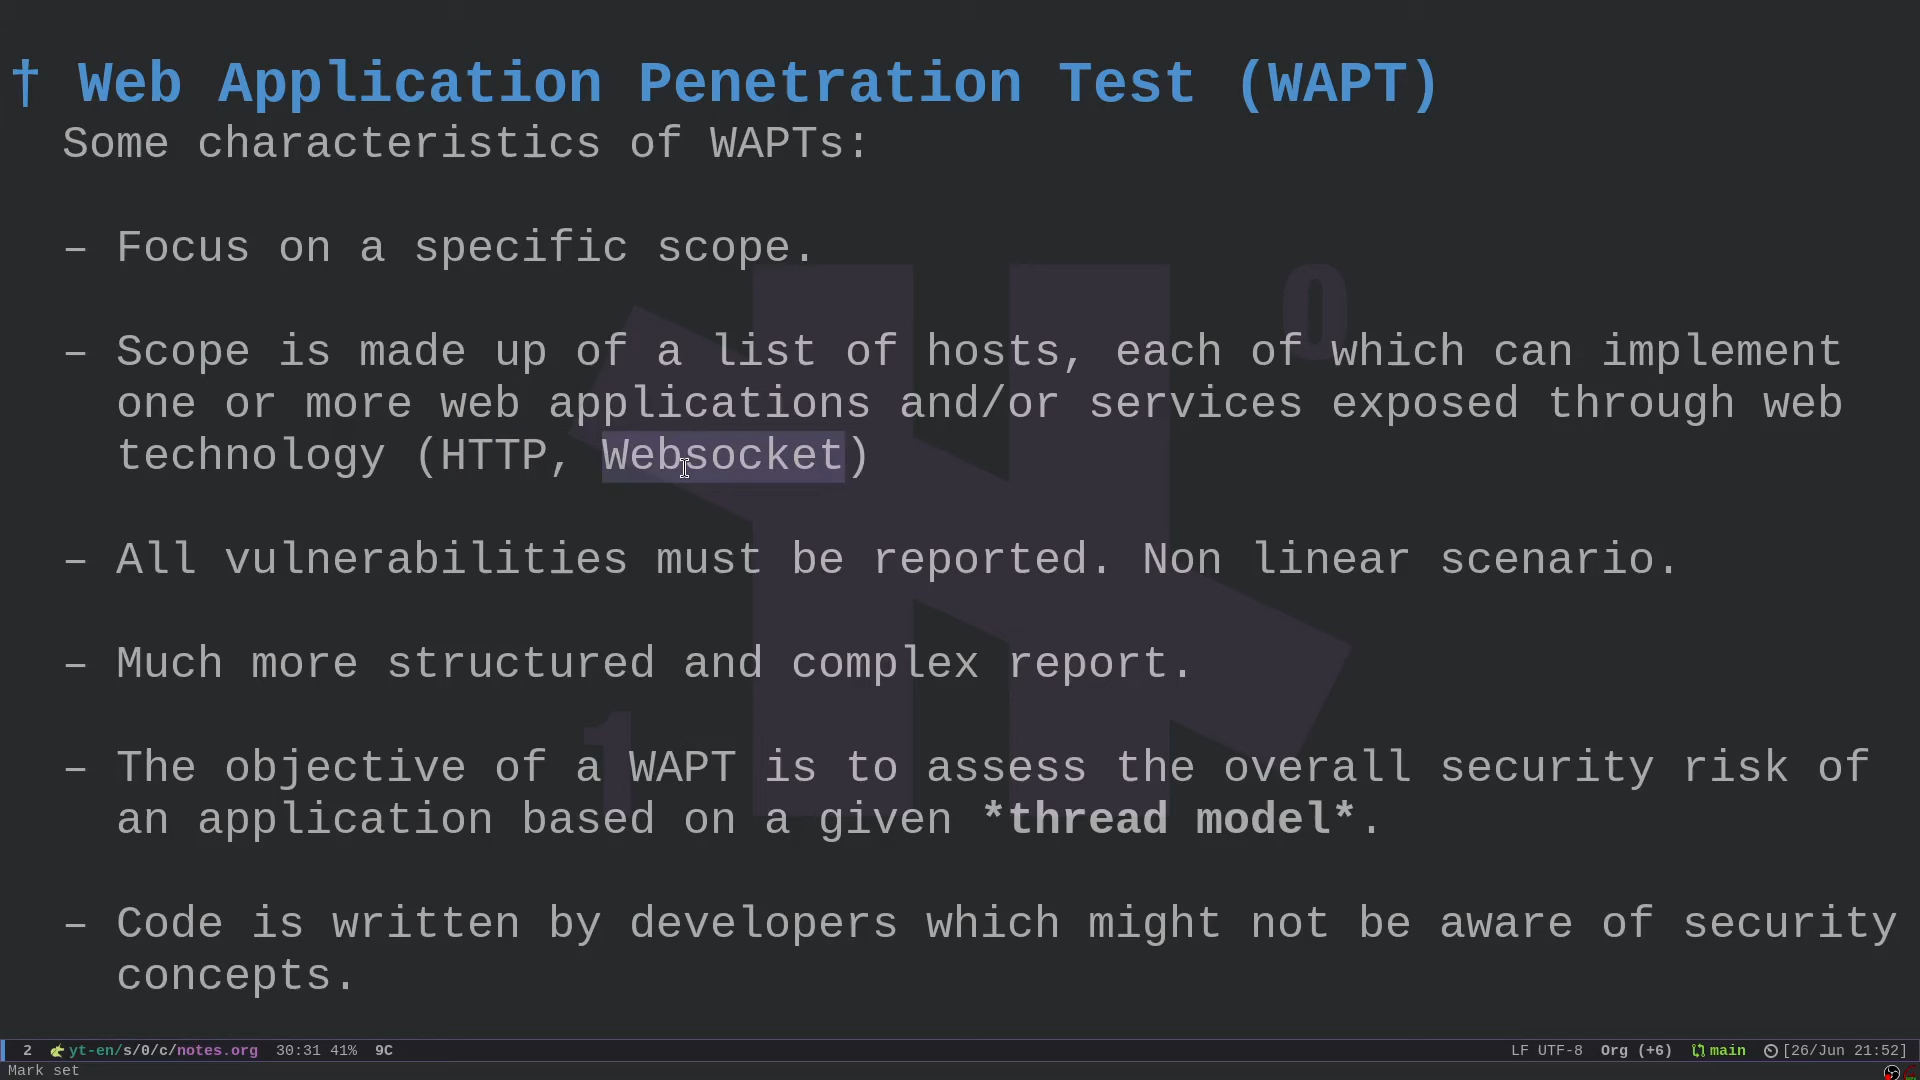 † Web Application Penetration Test (WAPT)
Some characteristics of WAPTs:
– Focus on a specific scope.
– Scope is made up of a list of hosts, each of which can implement
one or more web applications and/or services exposed through web
technology (HTTP, Websocket)
– All vulnerabilities must be reported. Non linear scenario.
– Much more structured and complex report.
– The objective of a WAPT is to assess the overall security risk of
an application based on a given *thread model*.
– Code is written by developers which might not be aware of security
concepts.
0
1
2 yt-en/s/0/c/notes.org 30:31 41% 9C LF UTF-8 Org (+6) main [26/Jun 21:52]
Mark set